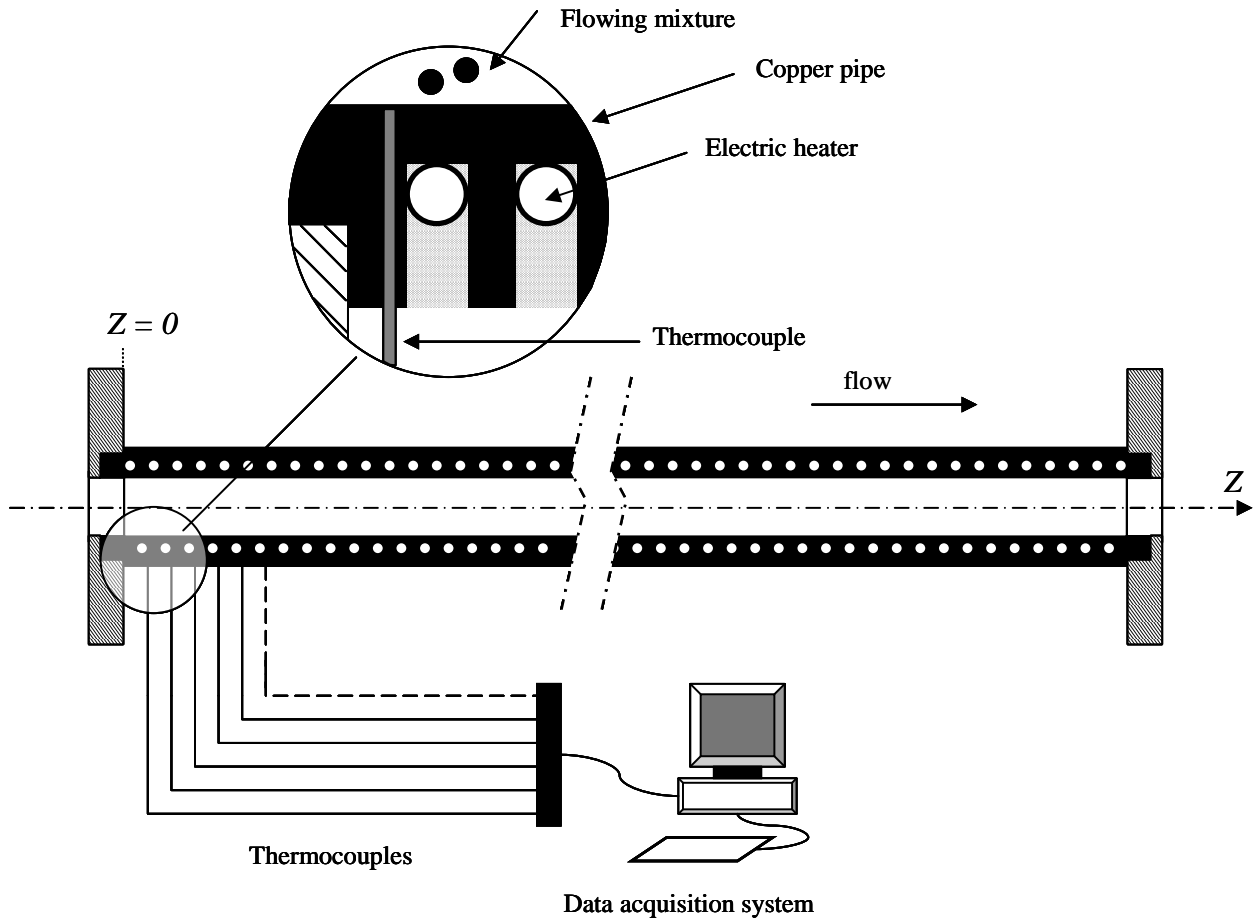 Flowing mixture
Copper pipe
Electric heater
Z = 0
Thermocouple
flow
Z
Thermocouples
Data acquisition system